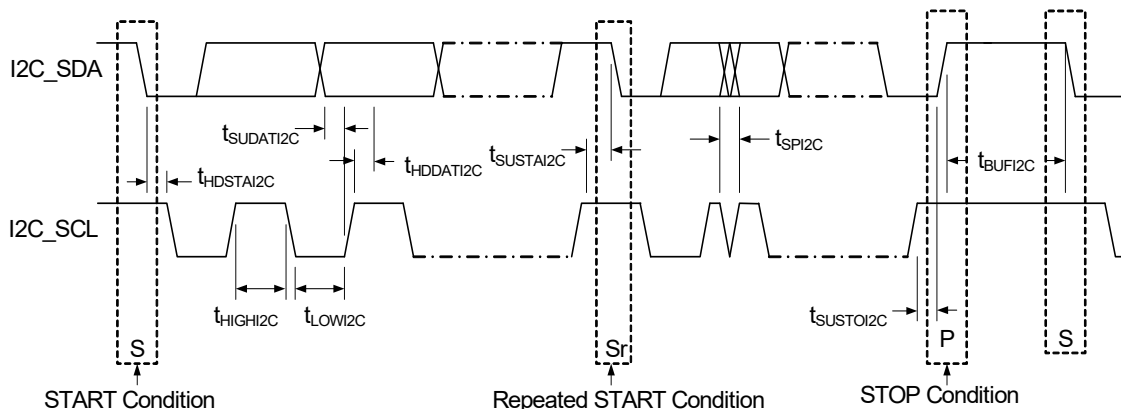 I2C_SDA
tSUDATI2C
tHDDATI2C
tSUSTAI2C
tSPI2C
tBUFI2C
tHDSTAI2C
I2C_SCL
tHIGHI2C
tLOWI2C
tSUSTOI2C
S
Sr
P
S
START Condition
Repeated START Condition
STOP Condition